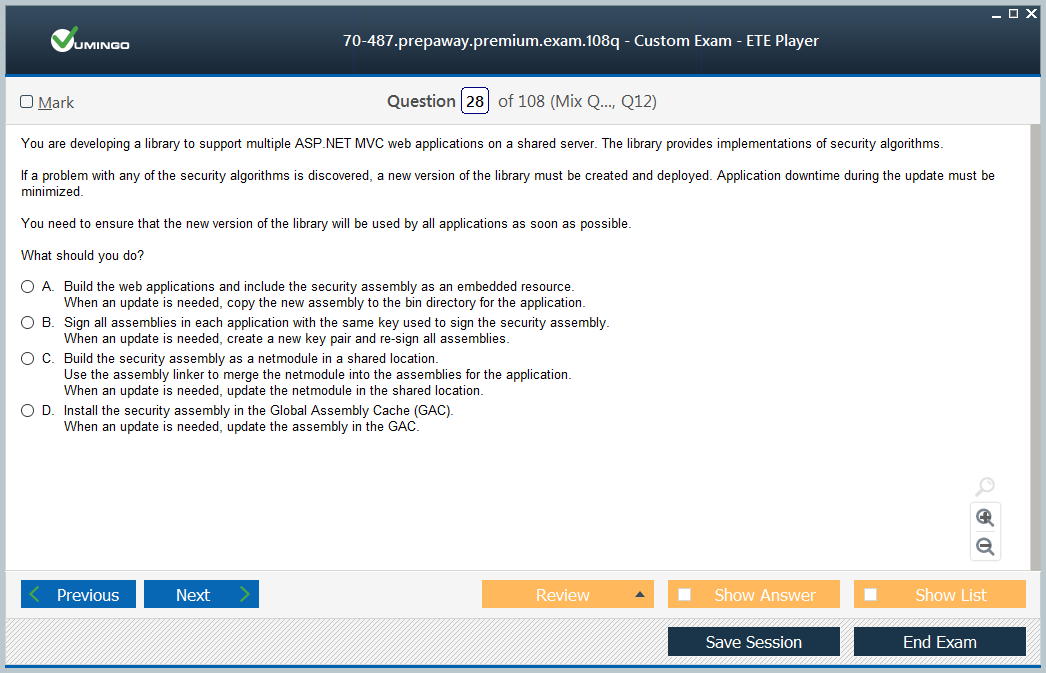 VUMINGO
70-487.prepaway.premium.exam.108q - Custom Exam - ETE Player
Mark
Question 28 of 108 (Mix Q..., Q12)
You are developing a library to support multiple ASP.NET MVC web applications on a shared server. The library provides implementations of security algorithms.
If a problem with any of the security algorithms is discovered, a new version of the library must be created and deployed. Application downtime during the update must be
minimized.
You need to ensure that the new version of the library will be used by all applications as soon as possible.
What should you do?
A. Build the web applications and include the security assembly as an embedded resource.
When an update is needed, copy the new assembly to the bin directory for the application.
B. Sign all assemblies in each application with the same key used to sign the security assembly.
When an update is needed, create a new key pair and re-sign all assemblies.
C. Build the security assembly as a netmodule in a shared location.
Use the assembly linker to merge the netmodule into the assemblies for the application.
When an update is needed, update the netmodule in the shared location.
D. Install the security assembly in the Global Assembly Cache (GAC).
When an update is needed, update the assembly in the GAC.
Previous Next Review Show Answer Show List
Save Session End Exam